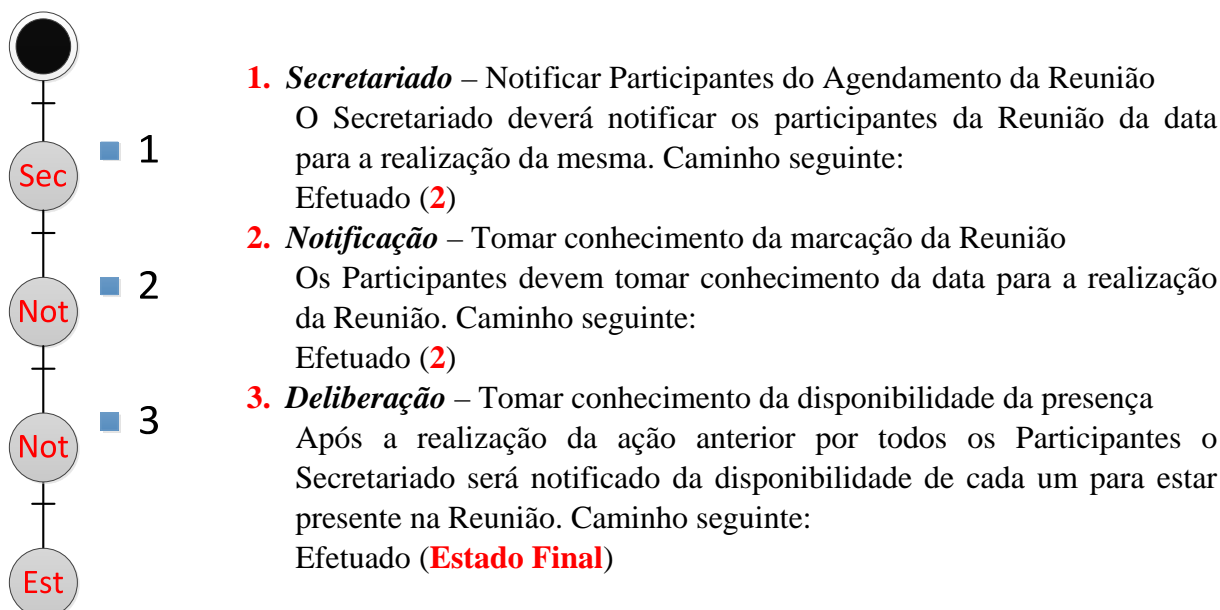 1. Secretariado – Notificar Participantes do Agendamento da Reunião
O Secretariado deverá notificar os participantes da Reunião da data
para a realização da mesma. Caminho seguinte:
Efetuado (2)
2. Notificação – Tomar conhecimento da marcação da Reunião
Os Participantes devem tomar conhecimento da data para a realização
da Reunião. Caminho seguinte:
Efetuado (2)
3. Deliberação – Tomar conhecimento da disponibilidade da presença
Após a realização da ação anterior por todos os Participantes o
Secretariado será notificado da disponibilidade de cada um para estar
presente na Reunião. Caminho seguinte:
Efetuado (Estado Final)
Sec
1
Not
2
Not
3
Est